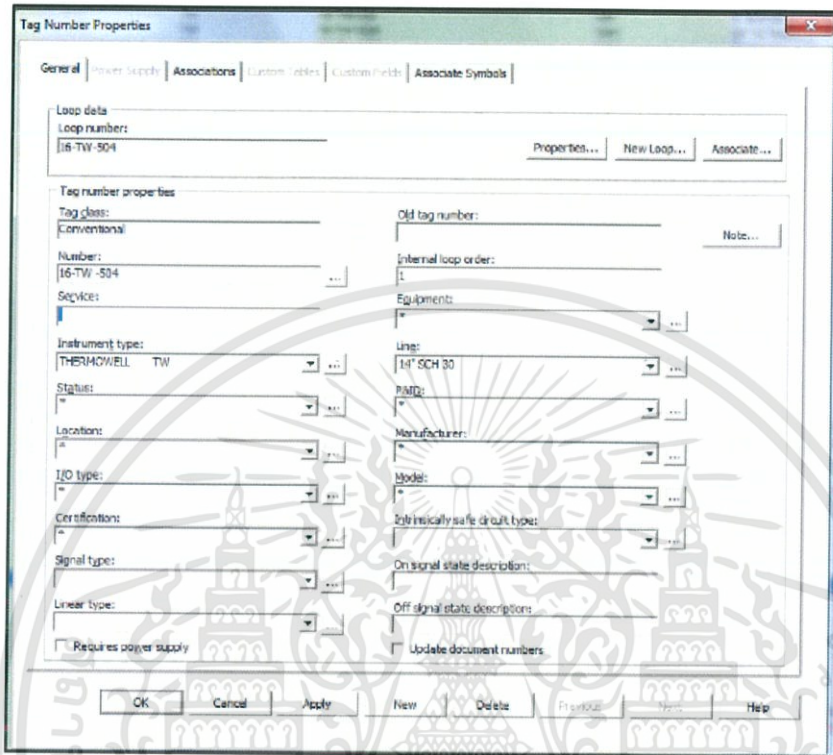 Tag Number Properties
General Power Supply Associations Custom Tables Custom Fields Associate Symbols
Loop data
Loop number:
16-TW-504
Properties... New Loop... Associate...
Tag number properties
Tag class:
Conventional
Old tag number:
Note...
Number:
16-TW -504
...
Internal loop order:
1
Service:
Equipment:
*
...
Instrument type:
THERMOWELL TW
...
Line:
14" SCH 30
...
Status:
*
...
P&ID:
*
...
Location:
*
...
Manufacturer:
*
...
I/O type:
*
...
Model:
*
...
Certification:
*
...
Intrinsically safe circuit type:
...
Signal type:
...
On signal state description:
Linear type:
...
Off signal state description:
Requires power supply
Update document numbers
OK Cancel Apply New Delete Previous Next Help